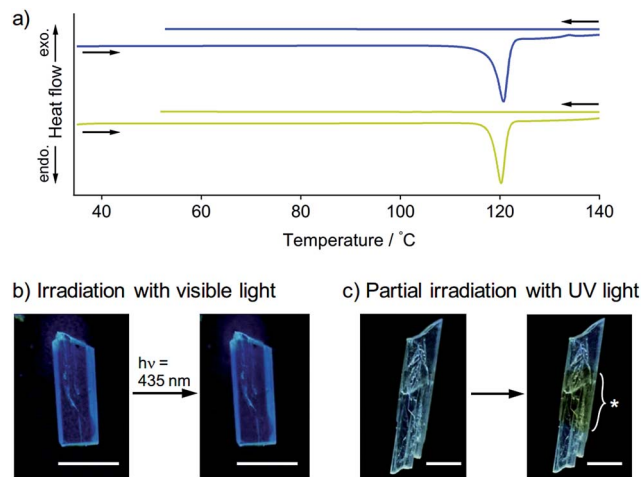 a)
exo.
Heat flow
endo.
40 60 80 100 120 140
Temperature / °C
b) Irradiation with visible light
c) Partial irradiation with UV light
hν =
435 nm
*